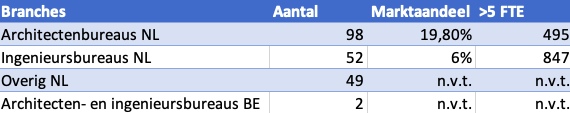 Branches Aantal Marktaandeel >5 FTE
Architectenbureaus NL 98 19,80% 495
Ingenieursbureaus NL 52 6% 847
Overig NL 49 n.v.t. n.v.t.
Architecten- en ingenieursbureaus BE 2 n.v.t. n.v.t.